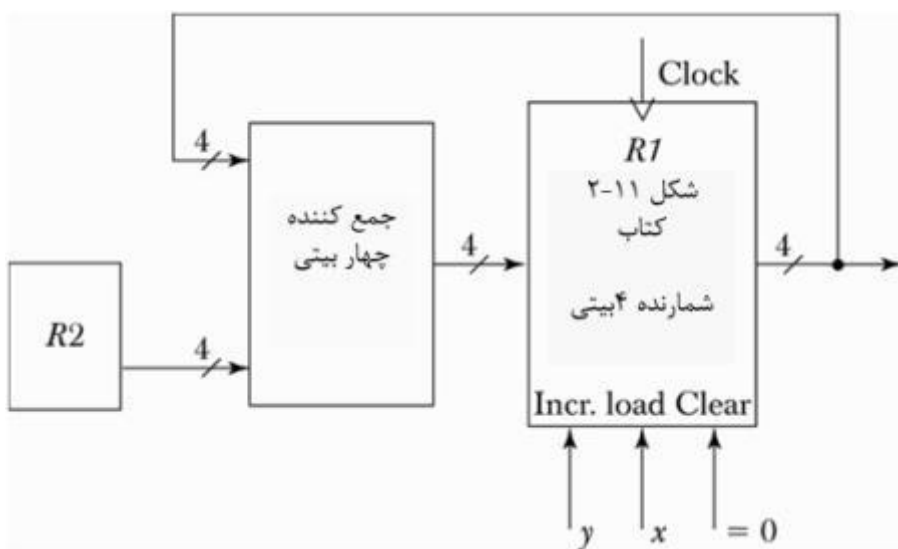 Clock
4
R1
شکل ۱۱-۲
کتاب
جمع کننده
چهار بیتی
4
4
شمارنده ۴بیتی
R2
4
Incr. load Clear
y
x
= 0